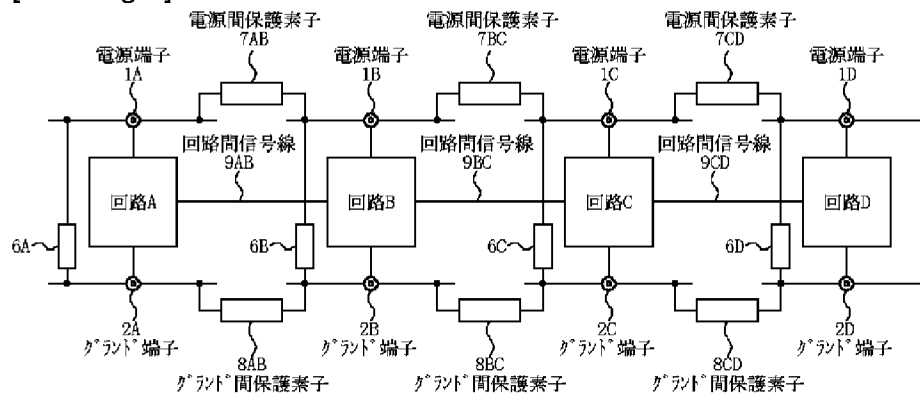 電源間保護素子
7AB
電源間保護素子
7BC
電源間保護素子
7CD
電源端子
1A
電源端子
1B
電源端子
1C
電源端子
1D
回路間信号線
9AB
回路間信号線
9BC
回路間信号線
9CD
回路A
回路B
回路C
回路D
6A
6B
6C
6D
2A
グランド端子
2B
グランド端子
2C
グランド端子
2D
グランド端子
8AB
グランド間保護素子
8BC
グランド間保護素子
8CD
グランド間保護素子